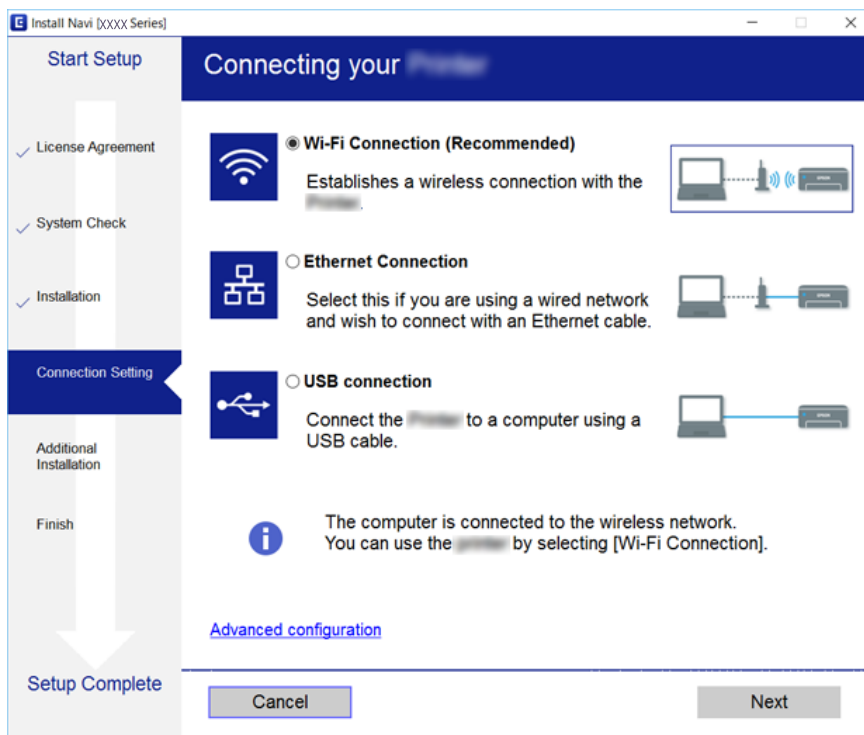 Install Navi [XXXX Series]
Start Setup
License Agreement
System Check
Installation
Connection Setting
Additional
Installation
Finish
Setup Complete
Connecting your
Wi-Fi Connection (Recommended)
Establishes a wireless connection with the
.
Ethernet Connection
Select this if you are using a wired network
and wish to connect with an Ethernet cable.
USB connection
Connect the to a computer using a
USB cable.
The computer is connected to the wireless network.
You can use the by selecting [Wi-Fi Connection].
Advanced configuration
Cancel
Next